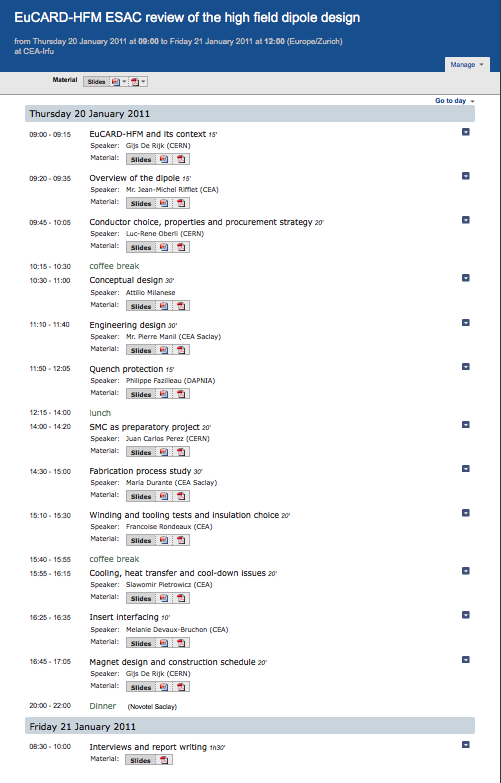 EuCARD-HFM ESAC review of the high field dipole design
from Thursday 20 January 2011 at 09:00 to Friday 21 January 2011 at 12:00 (Europe/Zurich)
at CEA-Irfu
Manage
Material Slides
Go to day
Thursday 20 January 2011
09:00 - 09:15 EuCARD-HFM and its context 15'
Speaker: Gijs De Rijk (CERN)
Material: Slides
09:20 - 09:35 Overview of the dipole 15'
Speaker: Mr. Jean-Michel Rifflet (CEA)
Material: Slides
09:45 - 10:05 Conductor choice, properties and procurement strategy 20'
Speaker: Luc-Rene Oberli (CERN)
Material: Slides
10:15 - 10:30 coffee break
10:30 - 11:00 Conceptual design 30'
Speaker: Attilio Milanese
Material: Slides
11:10 - 11:40 Engineering design 30'
Speaker: Mr. Pierre Manil (CEA Saclay)
Material: Slides
11:50 - 12:05 Quench protection 15'
Speaker: Philippe Fazilleau (DAPNIA)
Material: Slides
12:15 - 14:00 lunch
14:00 - 14:20 SMC as preparatory project 20'
Speaker: Juan Carlos Perez (CERN)
Material: Slides
14:30 - 15:00 Fabrication process study 30'
Speaker: Maria Durante (CEA Saclay)
Material: Slides
15:10 - 15:30 Winding and tooling tests and insulation choice 20'
Speaker: Francoise Rondeaux (CEA)
Material: Slides
15:40 - 15:55 coffee break
15:55 - 16:15 Cooling, heat transfer and cool-down issues 20'
Speaker: Slawomir Pietrowicz (CEA)
Material: Slides
16:25 - 16:35 Insert interfacing 10'
Speaker: Melanie Devaux-Bruchon (CEA)
Material: Slides
16:45 - 17:05 Magnet design and construction schedule 20'
Speaker: Gijs De Rijk (CERN)
Material: Slides
20:00 - 22:00 Dinner (Novotel Saclay)
Friday 21 January 2011
08:30 - 10:00 Interviews and report writing 1h30'
Material: Slides